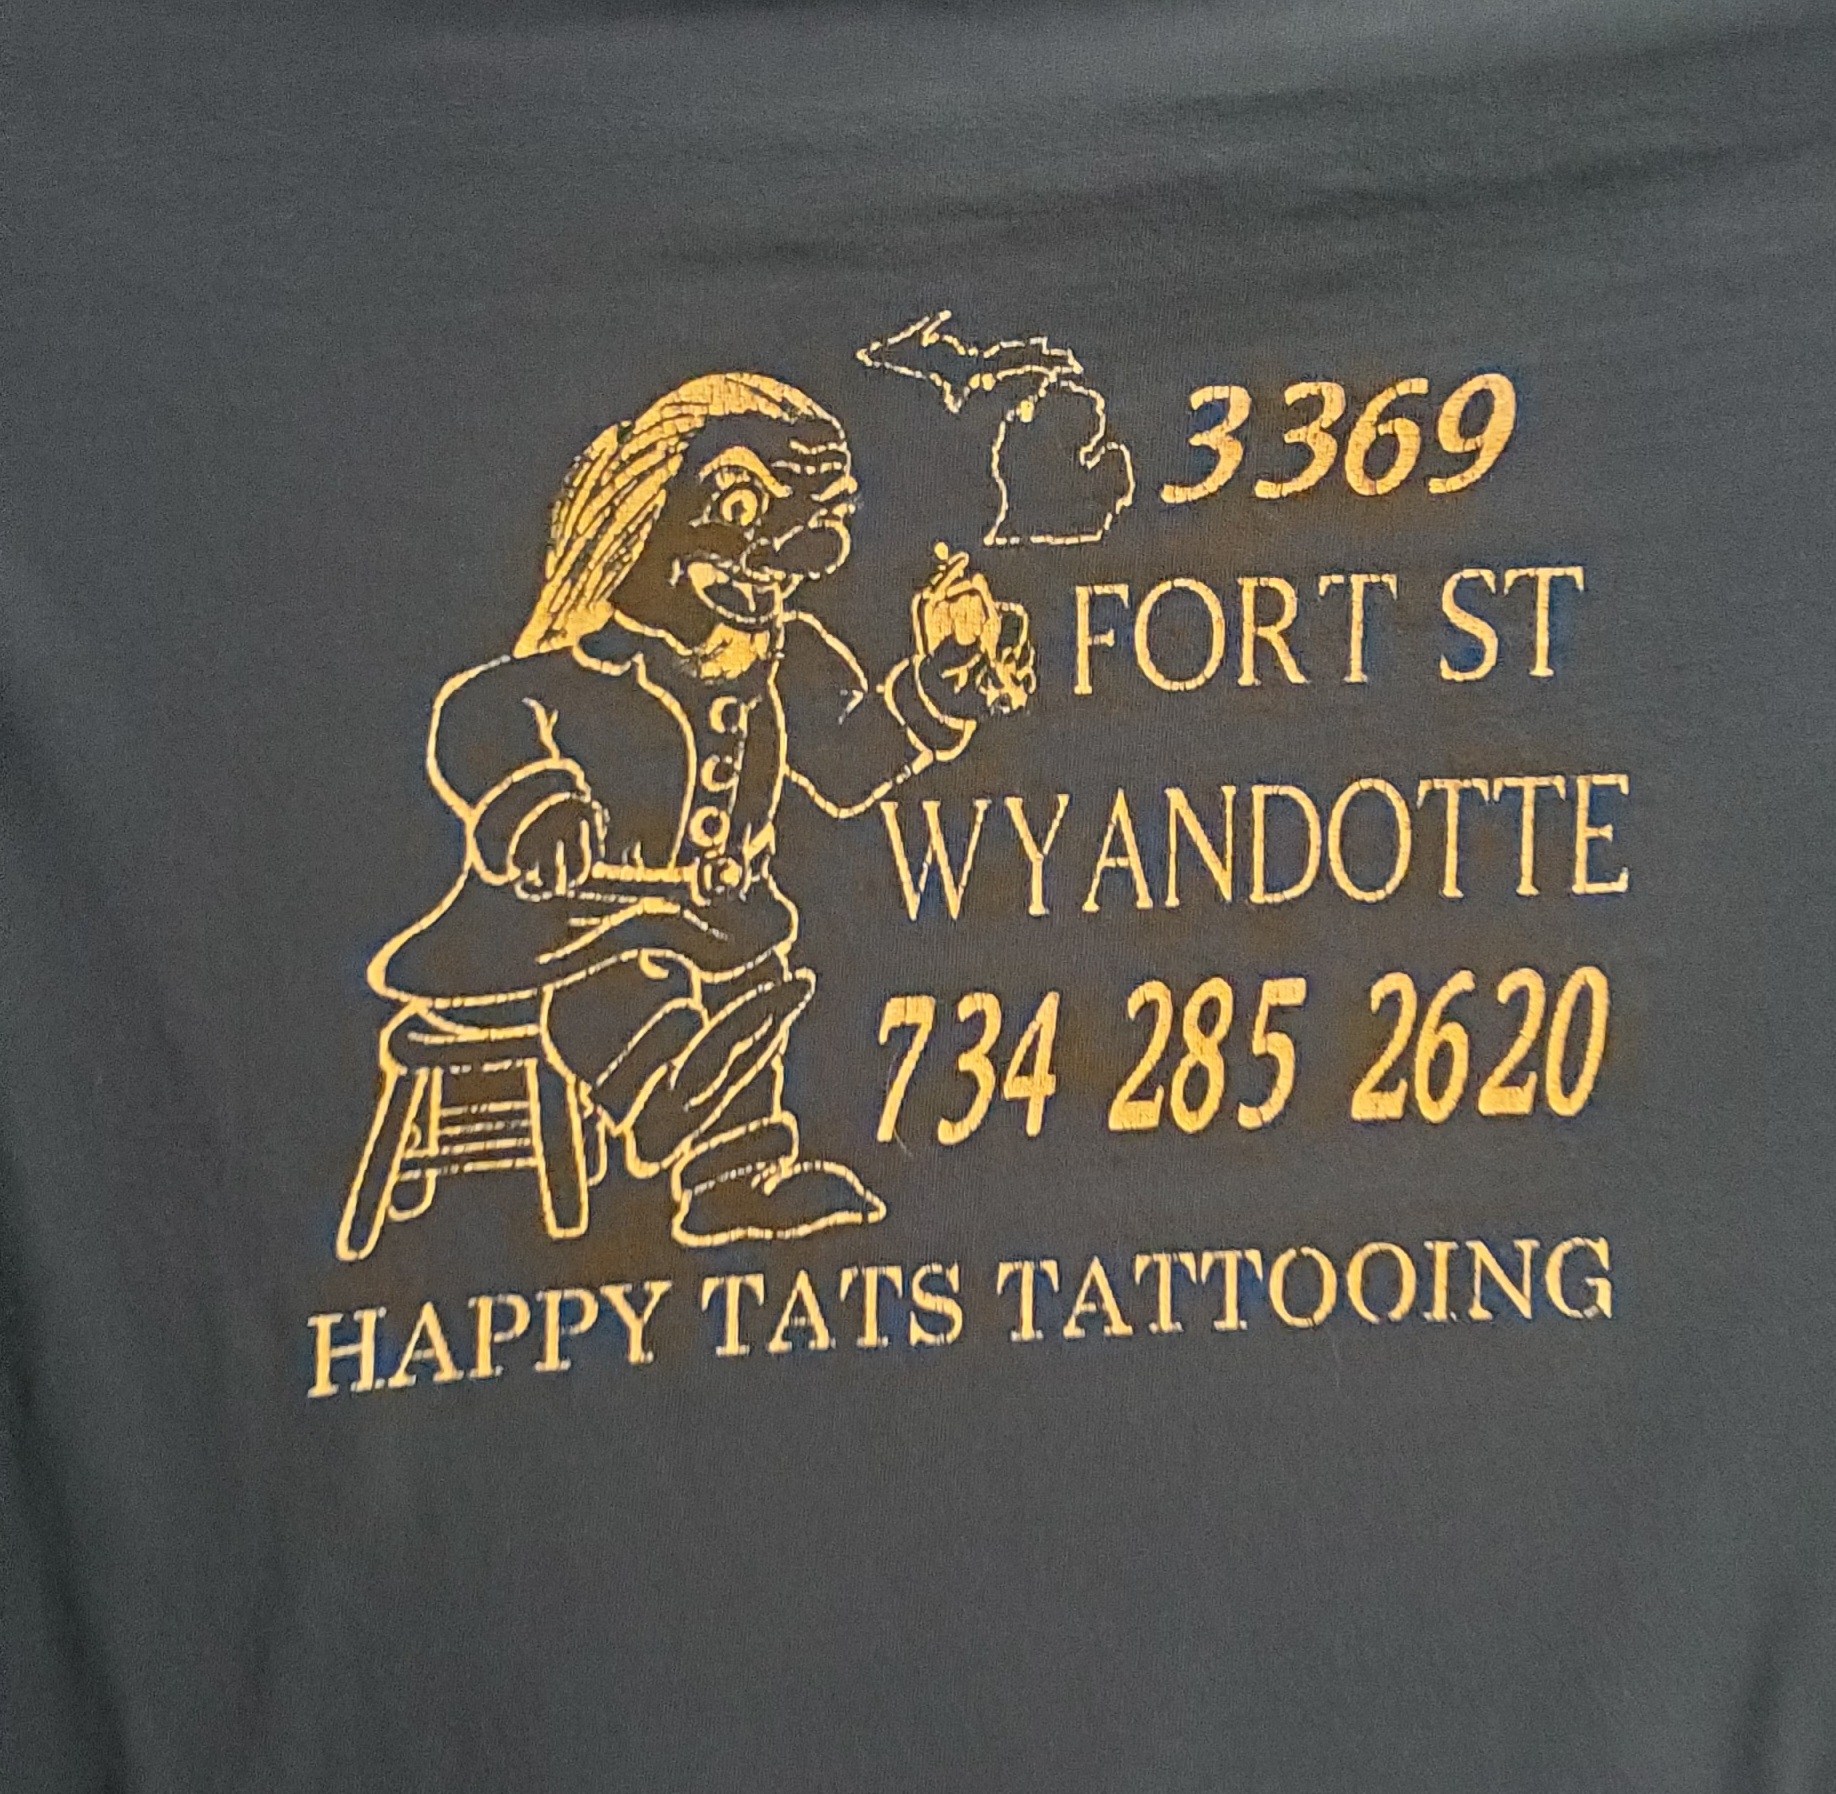 3369
FORT ST
WYANDOTTE
734 285 2620
HAPPY TATS TATTOOING